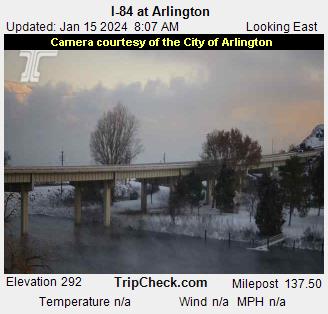 I-84 at Arlington
Updated: Jan 15 2024 8:07 AM Looking East
Camera courtesy of the City of Arlington
Elevation 292 TripCheck.com Milepost 137.50
Temperature n/a Wind n/a MPH n/a